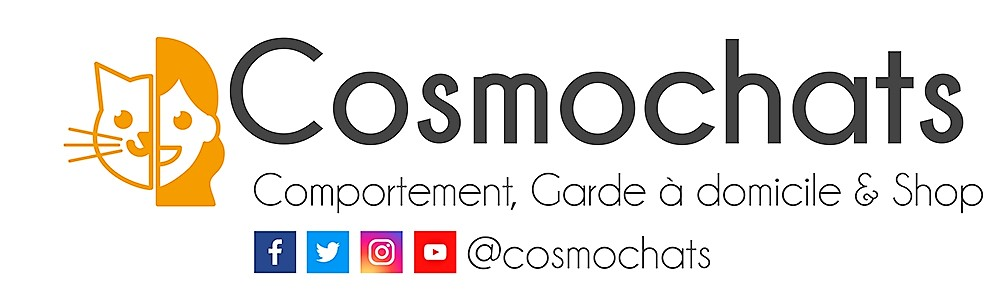 Cosmochats
Comportement, Garde à domicile & Shop
@cosmochats